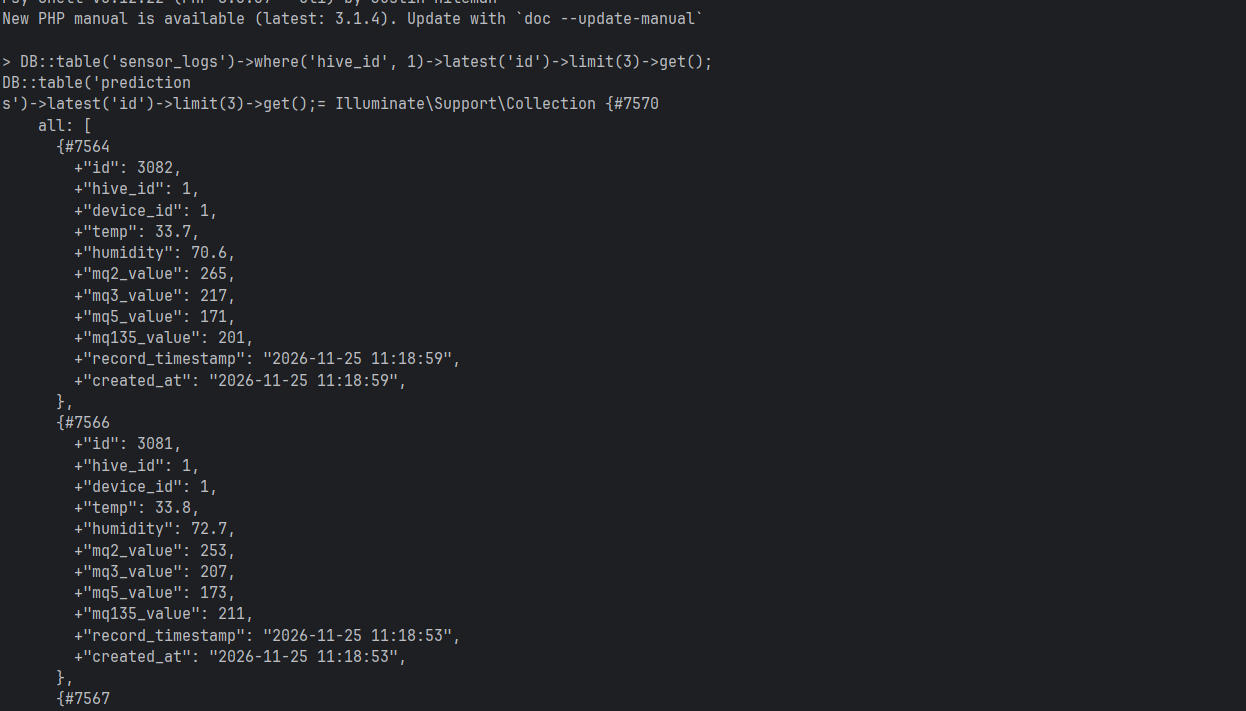 New PHP manual is available (latest: 3.1.4). Update with `doc --update-manual`
> DB::table('sensor_logs')->where('hive_id', 1)->latest('id')->limit(3)->get();
DB::table('prediction
s')->latest('id')->limit(3)->get();= Illuminate\Support\Collection {#7570
    all: [
      {#7564
        +"id": 3082,
        +"hive_id": 1,
        +"device_id": 1,
        +"temp": 33.7,
        +"humidity": 70.6,
        +"mq2_value": 265,
        +"mq3_value": 217,
        +"mq5_value": 171,
        +"mq135_value": 201,
        +"record_timestamp": "2026-11-25 11:18:59",
        +"created_at": "2026-11-25 11:18:59",
      },
      {#7566
        +"id": 3081,
        +"hive_id": 1,
        +"device_id": 1,
        +"temp": 33.8,
        +"humidity": 72.7,
        +"mq2_value": 253,
        +"mq3_value": 207,
        +"mq5_value": 173,
        +"mq135_value": 211,
        +"record_timestamp": "2026-11-25 11:18:53",
        +"created_at": "2026-11-25 11:18:53",
      },
      {#7567